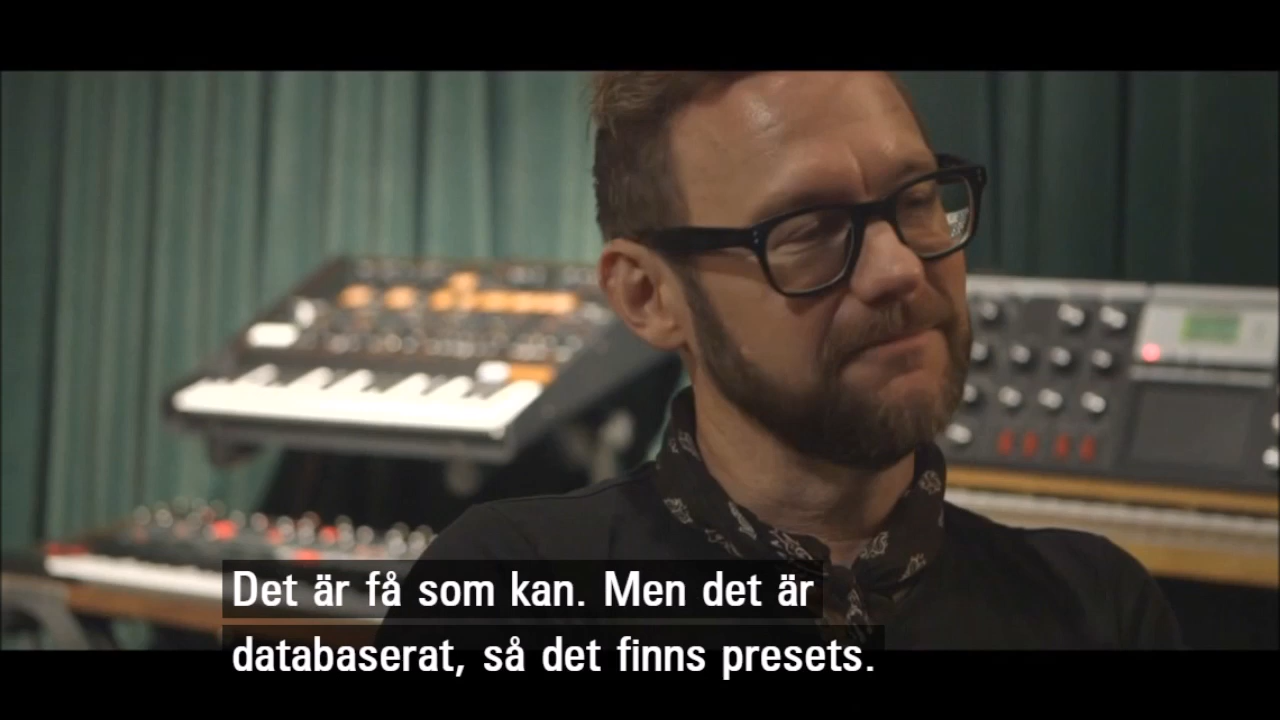 Det är få som kan. Men det är
databaserat, så det finns presets.